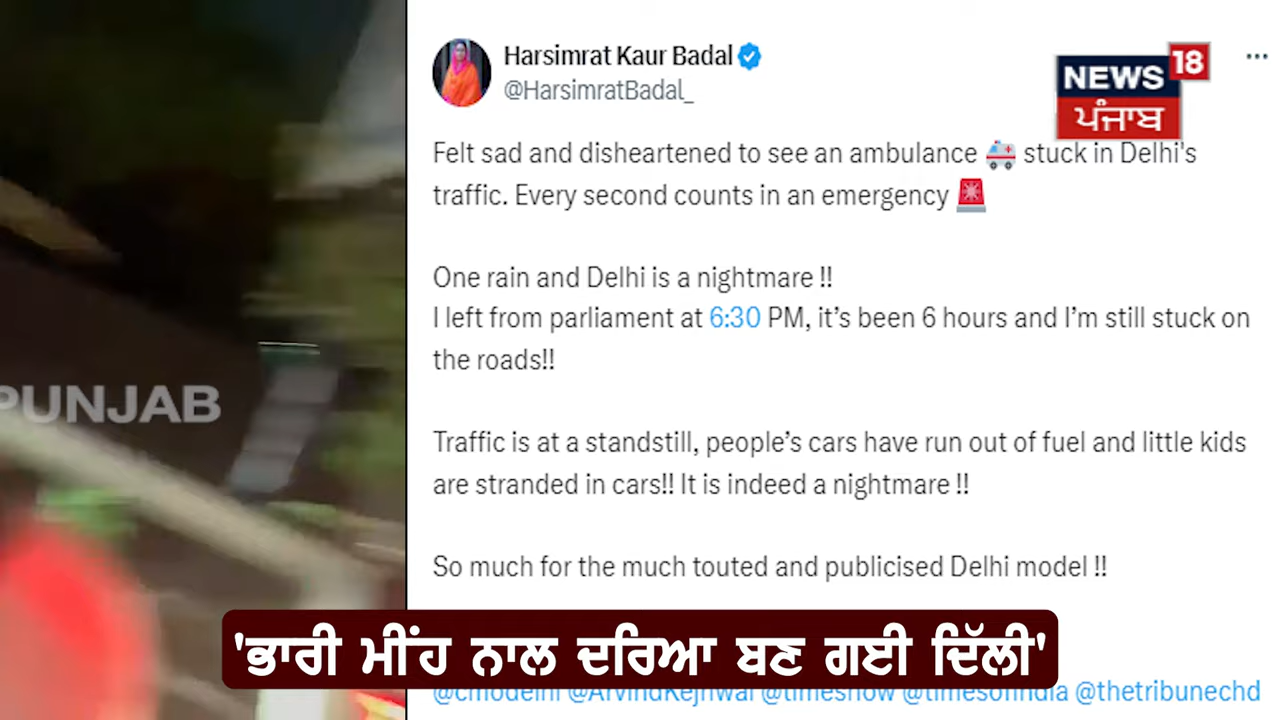 Harsimrat Kaur Badal
@HarsimratBadal_
NEWS 18
ਪੰਜਾਬ
Felt sad and disheartened to see an ambulance 🚑 stuck in Delhi's
traffic. Every second counts in an emergency 🚨
One rain and Delhi is a nightmare !!
I left from parliament at 6:30 PM, it's been 6 hours and I'm still stuck on
the roads!!
Traffic is at a standstill, people's cars have run out of fuel and little kids
are stranded in cars!! It is indeed a nightmare !!
So much for the much touted and publicised Delhi model !!
PUNJAB
'ਭਾਰੀ ਮੀਂਹ ਨਾਲ ਦਰਿਆ ਬਣ ਗਈ ਦਿੱਲੀ'
@cmodelhi @ArvindKejriwal @timesnow @timesofindia @thetribunechd